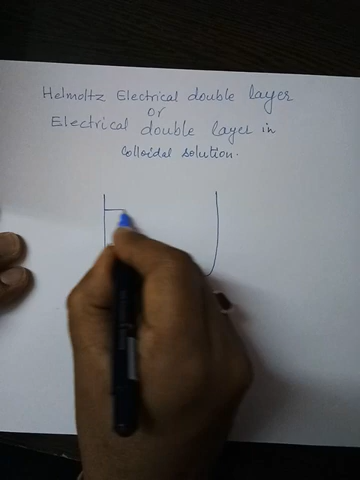 Helmoltz Electrical double layer
or
Electrical double layer in
Colloidal solution.